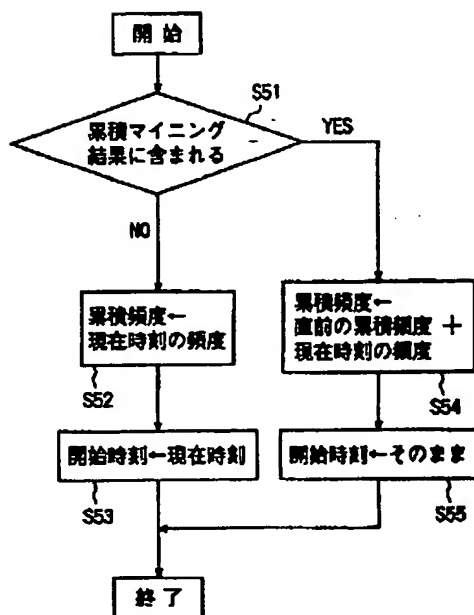 開始
S51
累積マイニング
結果に含まれる
YES
NO
累積頻度←
現在時刻の頻度
S52
累積頻度←
直前の累積頻度 +
現在時刻の頻度
S54
開始時刻←現在時刻
S53
開始時刻←そのまま
S55
終了